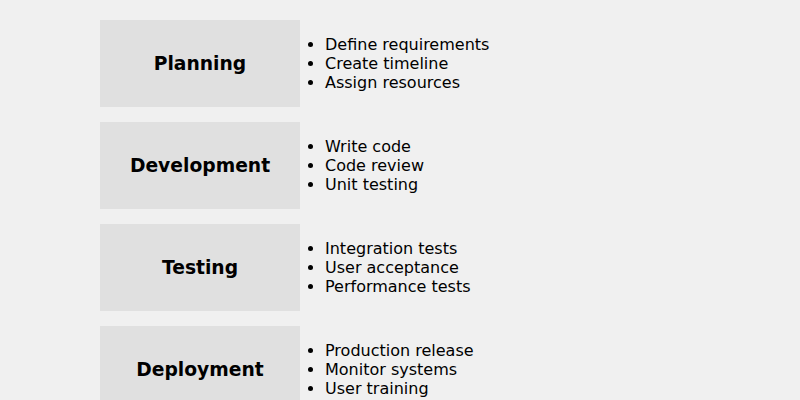 Planning
• Define requirements
• Create timeline
• Assign resources
Development
• Write code
• Code review
• Unit testing
Testing
• Integration tests
• User acceptance
• Performance tests
Deployment
• Production release
• Monitor systems
• User training